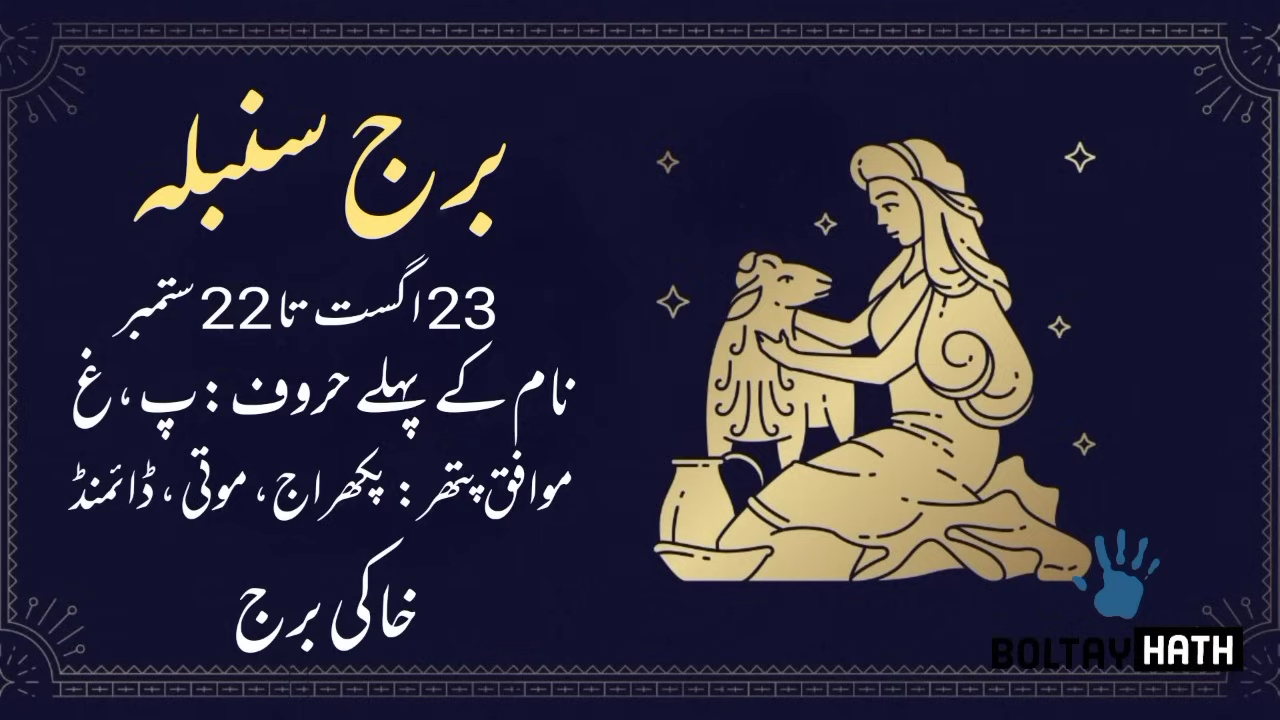 برج سنبلہ
23 اگست تا 22 ستمبر
نام کے پہلے حروف : پ ، غ
موافق پتھر : پکھراج ، موتی ، ڈائمنڈ
خاکی برج
BOLTAY HATH